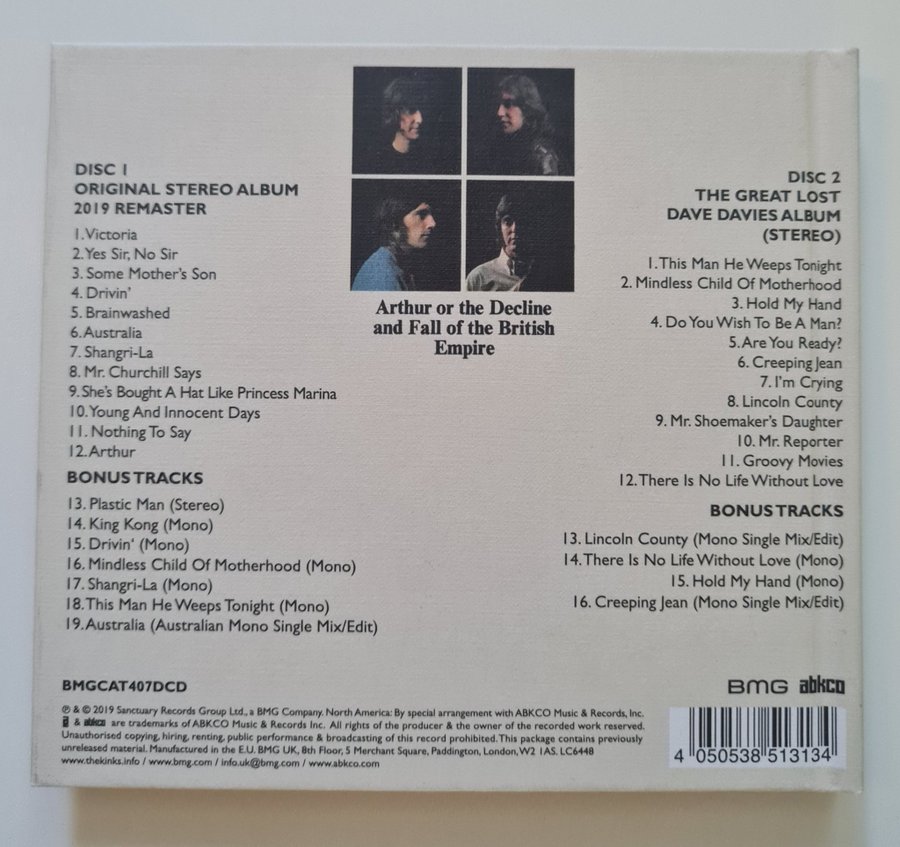 DISC 1
ORIGINAL STEREO ALBUM
2019 REMASTER
1. Victoria
2. Yes Sir, No Sir
3. Some Mother's Son
4. Drivin'
5. Brainwashed
6. Australia
7. Shangri-La
8. Mr. Churchill Says
9. She's Bought A Hat Like Princess Marina
10. Young And Innocent Days
11. Nothing To Say
12. Arthur
BONUS TRACKS
13. Plastic Man (Stereo)
14. King Kong (Mono)
15. Drivin' (Mono)
16. Mindless Child Of Motherhood (Mono)
17. Shangri-La (Mono)
18. This Man He Weeps Tonight (Mono)
19. Australia (Australian Mono Single Mix/Edit)
Arthur or the Decline
and Fall of the British
Empire
DISC 2
THE GREAT LOST
DAVE DAVIES ALBUM
(STEREO)
1. This Man He Weeps Tonight
2. Mindless Child Of Motherhood
3. Hold My Hand
4. Do You Wish To Be A Man?
5. Are You Ready?
6. Creeping Jean
7. I'm Crying
8. Lincoln County
9. Mr. Shoemaker's Daughter
10. Mr. Reporter
11. Groovy Movies
12. There Is No Life Without Love
BONUS TRACKS
13. Lincoln County (Mono Single Mix/Edit)
14. There Is No Life Without Love (Mono)
15. Hold My Hand (Mono)
16. Creeping Jean (Mono Single Mix/Edit)
BMGCAT407DCD
BMG abkco
℗ & © 2019 Sanctuary Records Group Ltd., a BMG Company. North America: By special arrangement with ABKCO Music & Records, Inc.
& abkco are trademarks of ABKCO Music & Records Inc. All rights of the producer & the owner of the recorded work reserved.
Unauthorised copying, hiring, renting, public performance & broadcasting of this record prohibited. This package contains previously
unreleased material. Manufactured in the E.U. BMG UK, 8th Floor, 5 Merchant Square, Paddington, London, W2 1AS. LC6448
www.thekinks.info / www.bmg.com / info.uk@bmg.com / www.abkco.com
4 050538 513134